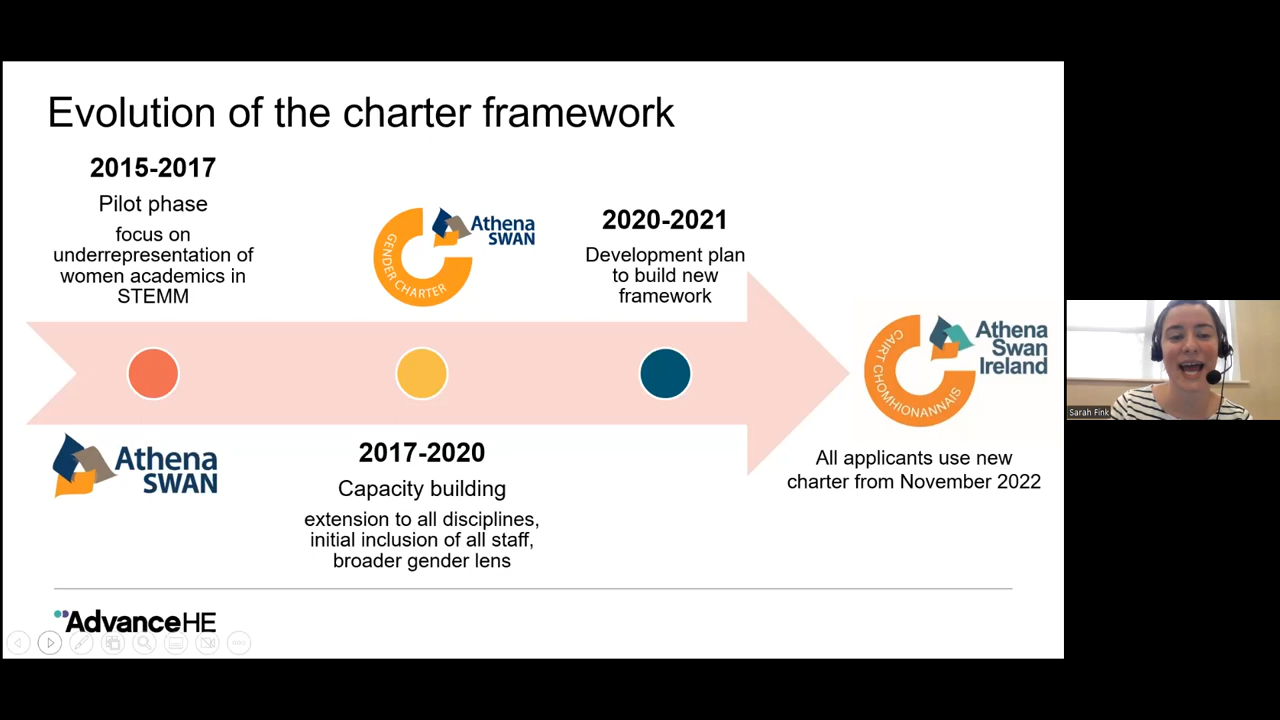 Evolution of the charter framework
2015-2017
Pilot phase
focus on
underrepresentation of
women academics in
STEMM
Athena
SWAN
GENDER CHARTER
Athena
SWAN
2017-2020
Capacity building
extension to all disciplines,
initial inclusion of all staff,
broader gender lens
2020-2021
Development plan
to build new
framework
CAIRT CHOMHIONANNAIS
Athena
Swan
Ireland
All applicants use new
charter from November 2022
AdvanceHE
Sarah Fink